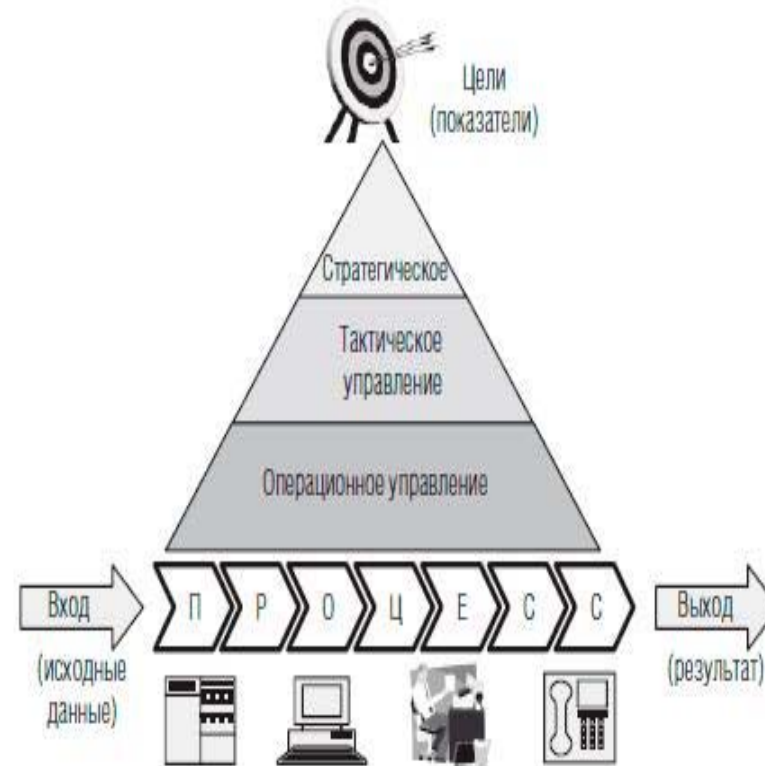 Цели
(показатели)
Стратегическое
Тактическое
управление
Операционное управление
Вход
П Р О Ц Е С С
Выход
(исходные
данные)
(результат)